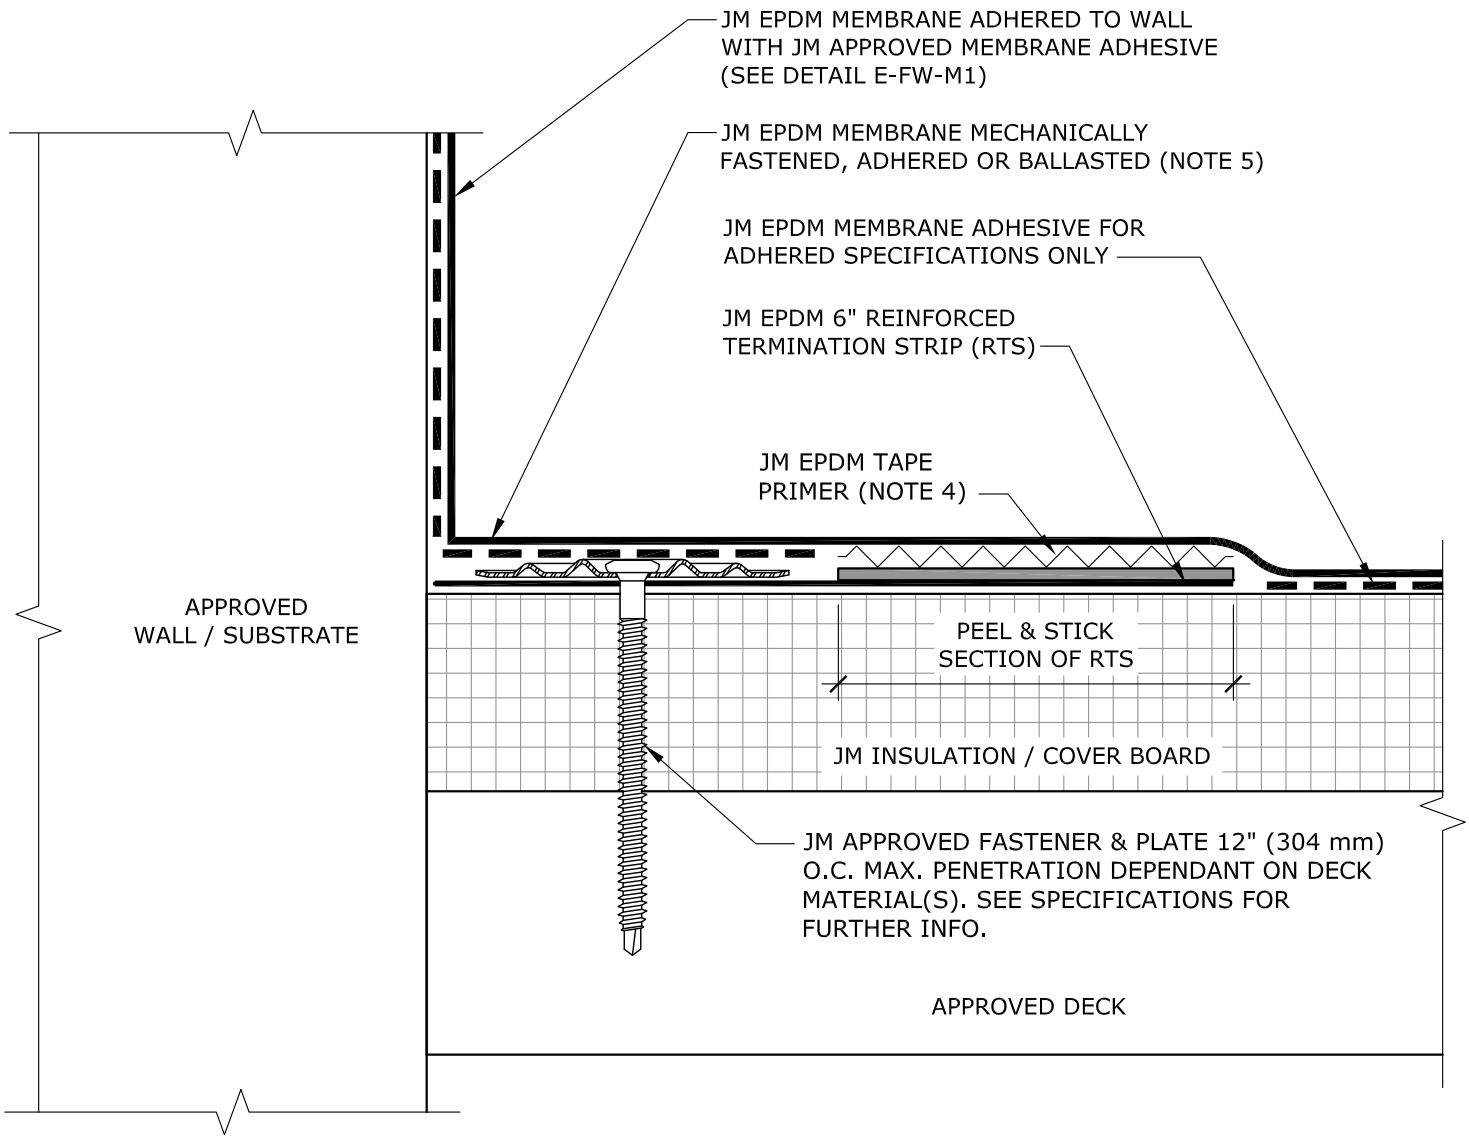 JM EPDM MEMBRANE ADHERED TO WALL
WITH JM APPROVED MEMBRANE ADHESIVE
(SEE DETAIL E-FW-M1)
JM EPDM MEMBRANE MECHANICALLY
FASTENED, ADHERED OR BALLASTED (NOTE 5)
JM EPDM MEMBRANE ADHESIVE FOR
ADHERED SPECIFICATIONS ONLY
JM EPDM 6" REINFORCED
TERMINATION STRIP (RTS)
JM EPDM TAPE
PRIMER (NOTE 4)
APPROVED
WALL / SUBSTRATE
PEEL & STICK
SECTION OF RTS
JM INSULATION / COVER BOARD
JM APPROVED FASTENER & PLATE 12" (304 mm)
O.C. MAX. PENETRATION DEPENDANT ON DECK
MATERIAL(S). SEE SPECIFICATIONS FOR
FURTHER INFO.
APPROVED DECK